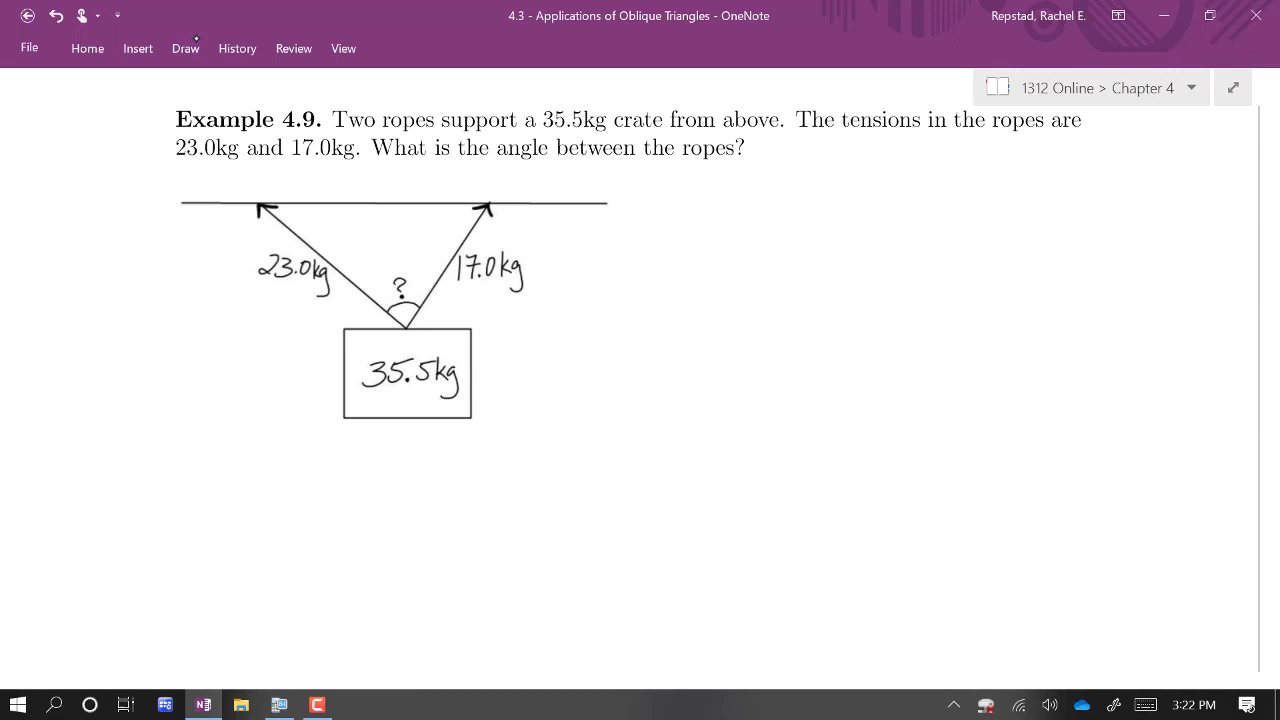 4.3 - Applications of Oblique Triangles - OneNote
Repstad, Rachel E.
File Home Insert Draw History Review View
1312 Online > Chapter 4
Example 4.9. Two ropes support a 35.5kg crate from above. The tensions in the ropes are
23.0kg and 17.0kg. What is the angle between the ropes?
23.0kg
17.0kg
?
35.5kg
3:22 PM